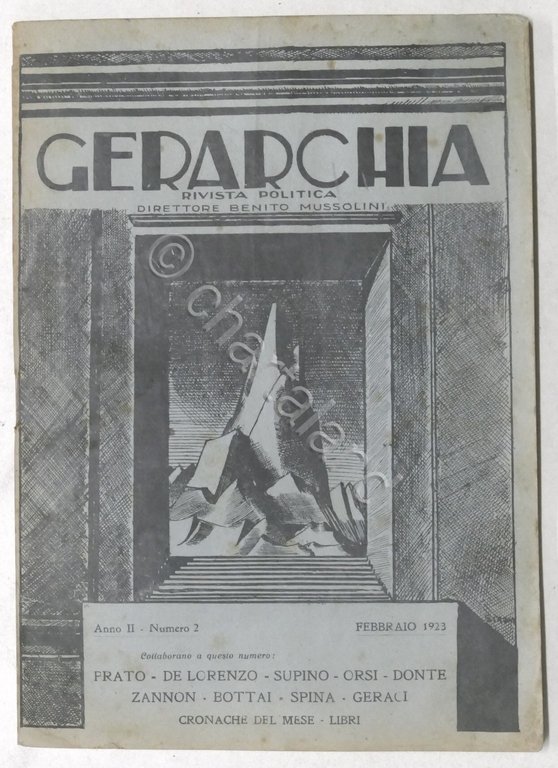 GERARCHIA
RIVISTA POLITICA
DIRETTORE BENITO MUSSOLINI
Anno II - Numero 2 FEBBRAIO 1923
Collaborano a questo numero:
PRATO - DE LORENZO - SUPINO - ORSI - DONTE
ZANNON - BOTTAI - SPINA - GERACI
CRONACHE DEL MESE - LIBRI